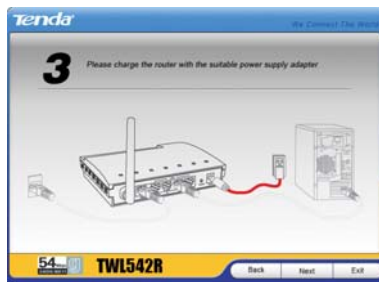 Tenda
We Connect The World
3
Please charge the router with the suitable power supply adapter
54
TWL542R
Back
Next
Exit